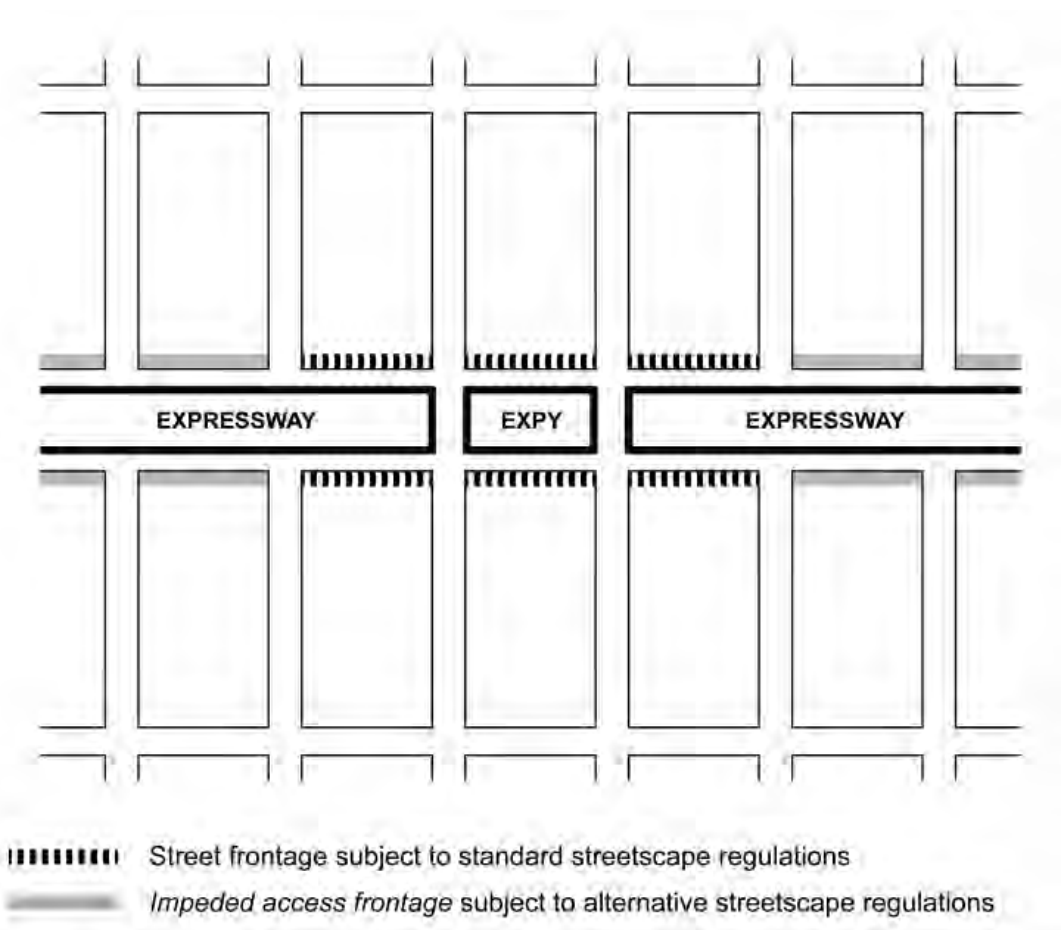 EXPRESSWAY EXPY EXPRESSWAY
Street frontage subject to standard streetscape regulations
Impeded access frontage subject to alternative streetscape regulations